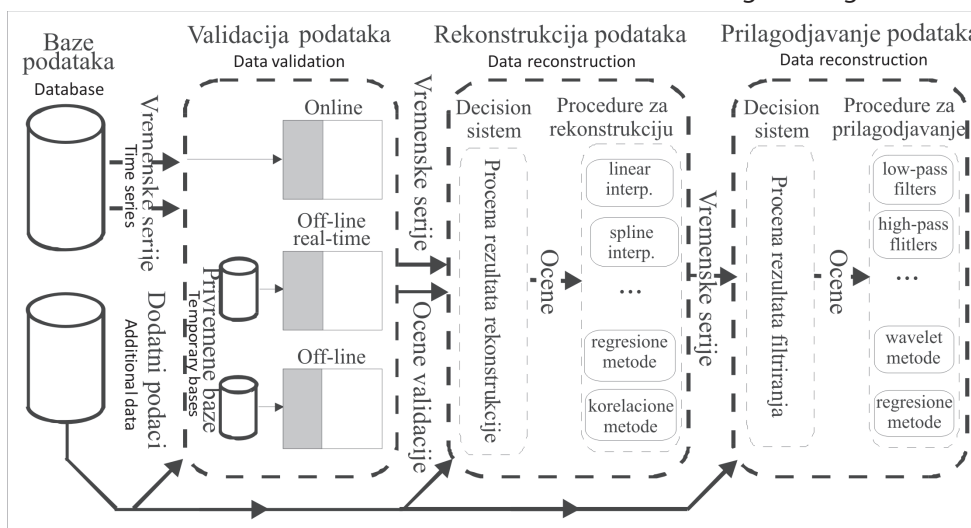 Baze
podataka
Database
Vremenske serije
Time series
Dodatni podaci
Additional data
Validacija podataka
Data validation
Online
Off-line
real-time
Off-line
Privremene baze
Temporary bases
Vremenske serije
Ocene validacije
Rekonstrukcija podataka
Data reconstruction
Decision
sistem
Procena rezultata rekonstrukcije
Ocene
Procedure za
rekonstrukciju
linear
interp.
spline
interp.
...
regresione
metode
korelacione
metode
Vremenske serije
Prilagodjavanje podataka
Data reconstruction
Decision
sistem
Procena rezultata filtriranja
Ocene
Procedure za
prilagodjavanje
low-pass
filters
high-pass
flitlers
...
wavelet
metode
regresione
metode